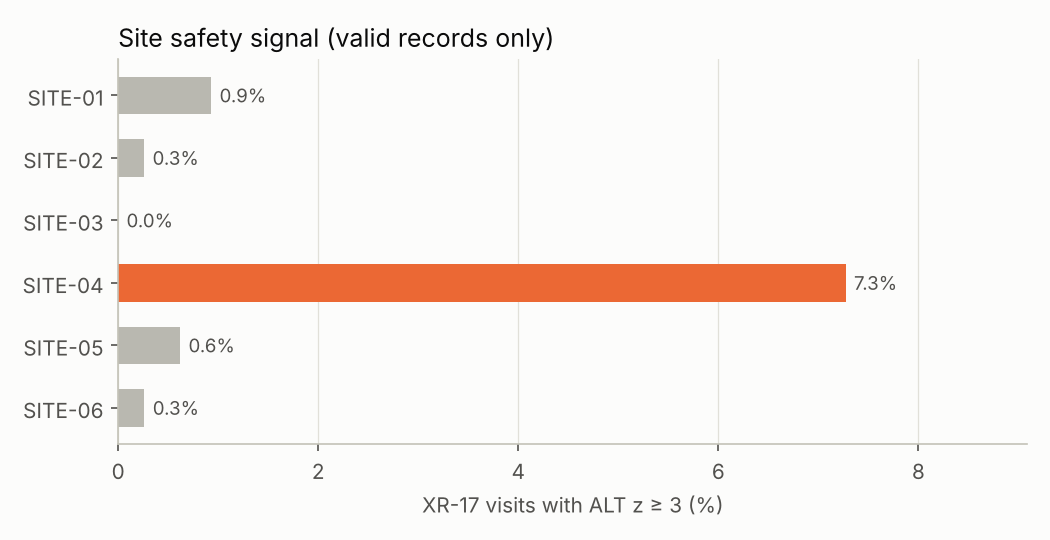 Site safety signal (valid records only)
SITE-01 0.9%
SITE-02 0.3%
SITE-03 0.0%
SITE-04 7.3%
SITE-05 0.6%
SITE-06 0.3%
0 2 4 6 8
XR-17 visits with ALT z ≥ 3 (%)